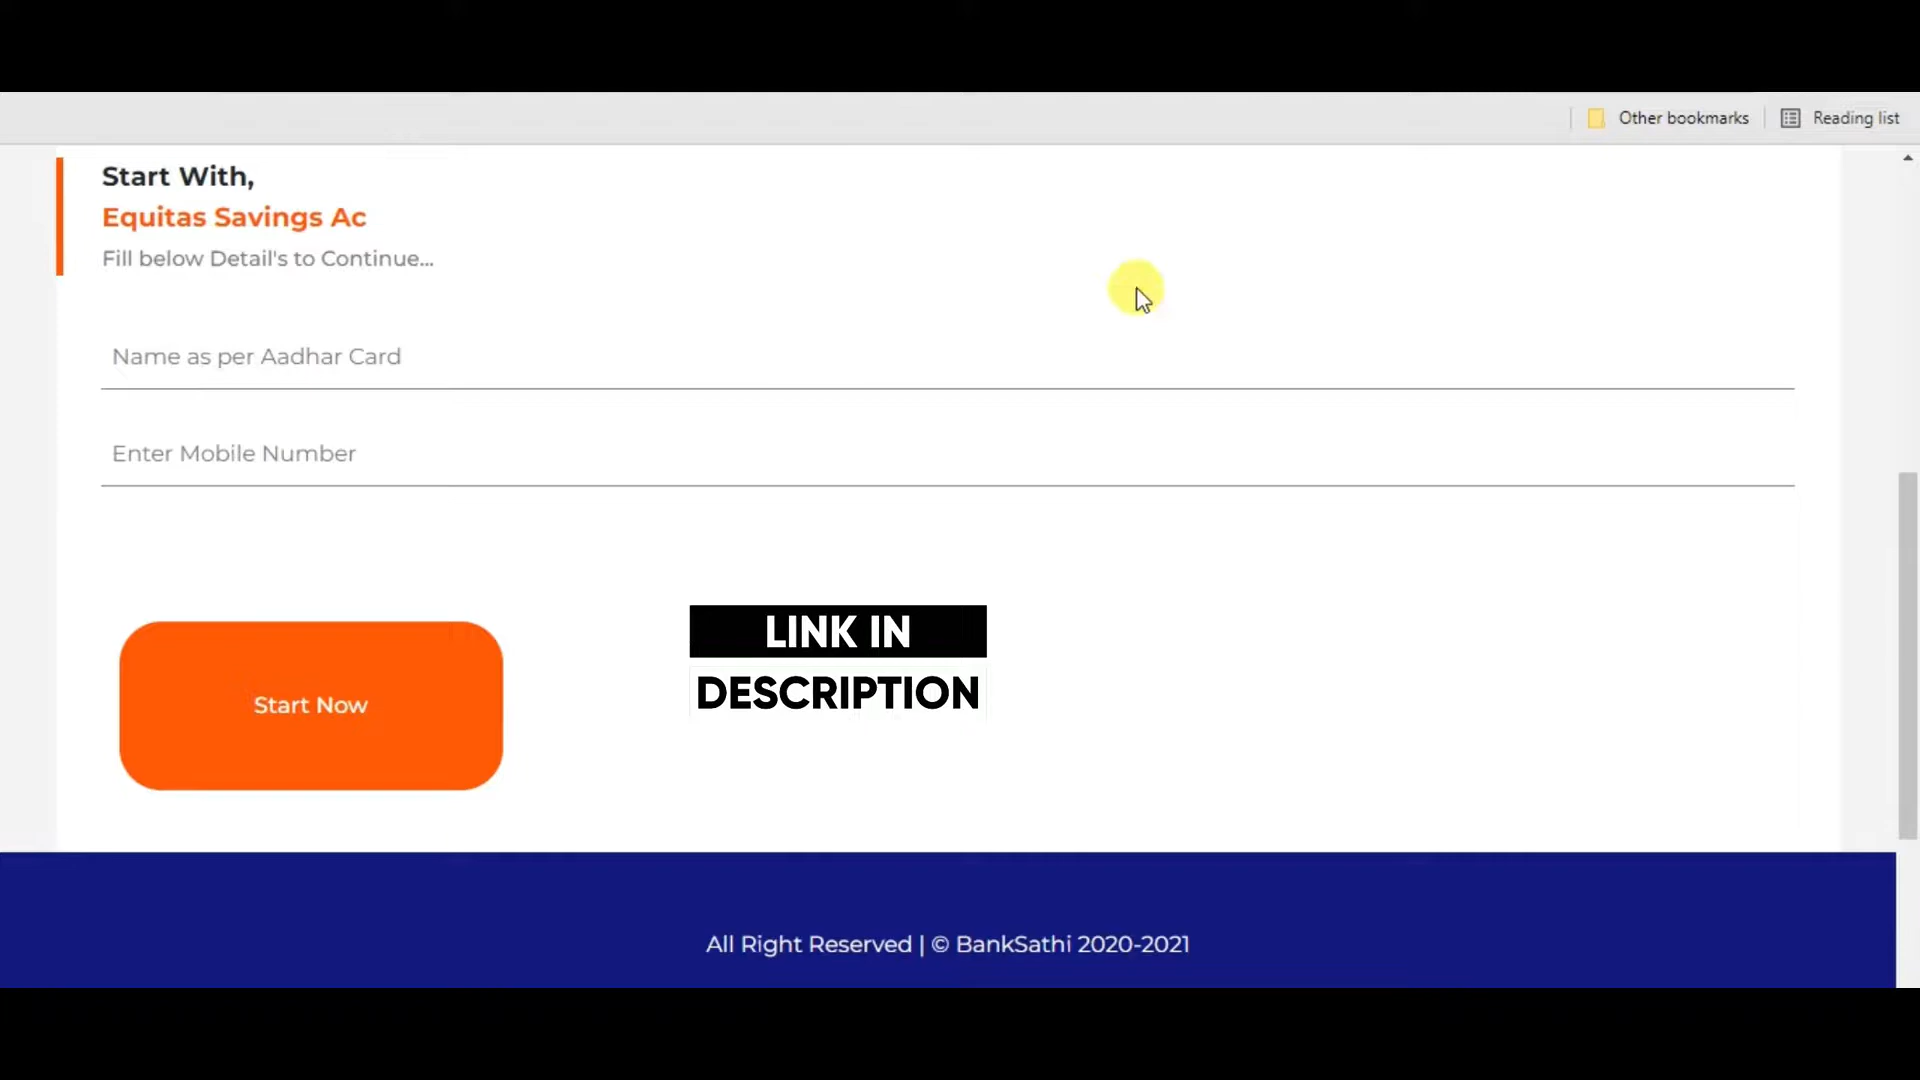 Other bookmarks
Reading list
Start With,
Equitas Savings Ac
Fill below Detail's to Continue...
Name as per Aadhar Card
Enter Mobile Number
Start Now
LINK IN
DESCRIPTION
All Right Reserved | © BankSathi 2020-2021